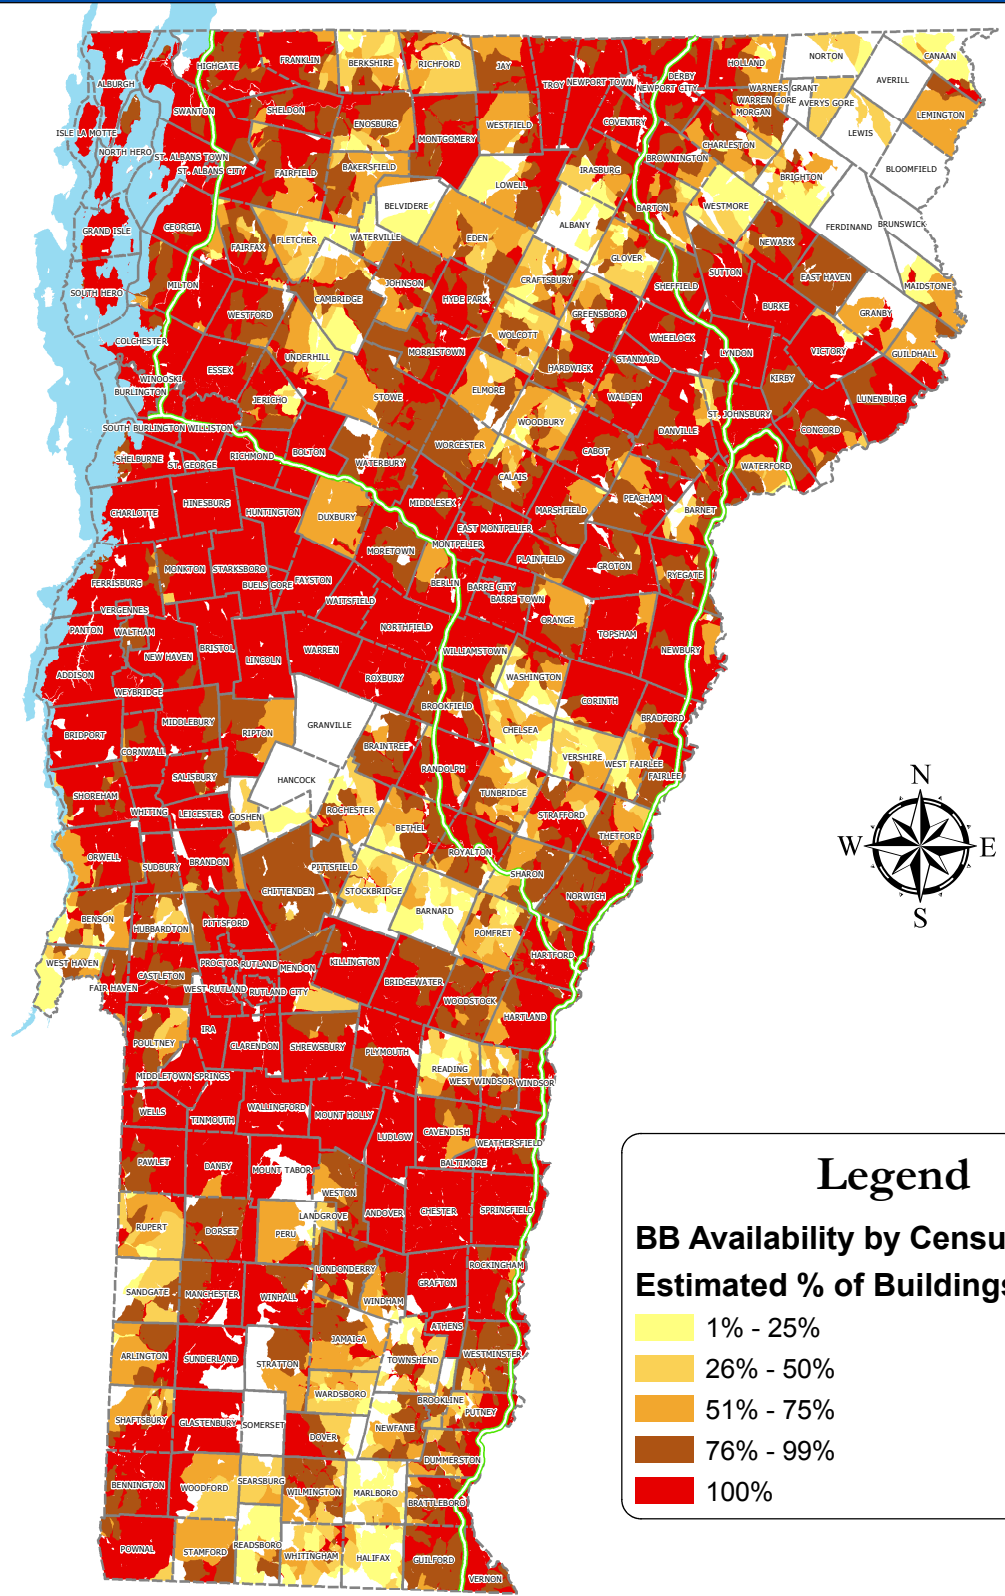 HIGHGATE
FRANKLIN
BERKSHIRE
RICHFORD
JAY
TROY
NEWPORT TOWN
DERBY
NEWPORT CITY
HOLLAND
NORTON
CANAAN
AVERILL
ALBURGH
WARNERS GRANT
WARREN GORE
AVERYS GORE
MORGAN
LEMINGTON
SWANTON
SHELDON
ENOSBURG
MONTGOMERY
WESTFIELD
COVENTRY
LEWIS
ISLE LA MOTTE
NORTH HERO
ST. ALBANS TOWN
ST. ALBANS CITY
FAIRFIELD
BAKERSFIELD
LOWELL
IRASBURG
BROWNINGTON
CHARLESTON
BRIGHTON
BLOOMFIELD
BELVIDERE
WESTMORE
BARTON
GRAND ISLE
GEORGIA
FAIRFAX
FLETCHER
WATERVILLE
EDEN
ALBANY
GLOVER
NEWARK
FERDINAND
BRUNSWICK
SOUTH HERO
MILTON
WESTFORD
CAMBRIDGE
JOHNSON
HYDE PARK
CRAFTSBURY
GREENSBORO
SHEFFIELD
SUTTON
EAST HAVEN
MAIDSTONE
BURKE
GRANBY
COLCHESTER
UNDERHILL
MORRISTOWN
WOLCOTT
STANNARD
WHEELOCK
LYNDON
VICTORY
GUILDHALL
ESSEX
WINOOSKI
BURLINGTON
JERICHO
STOWE
ELMORE
HARDWICK
WALDEN
KIRBY
LUNENBURG
SOUTH BURLINGTON
WILLISTON
WOODBURY
DANVILLE
ST. JOHNSBURY
CONCORD
SHELBURNE
ST. GEORGE
RICHMOND
BOLTON
WATERBURY
WORCESTER
CABOT
WATERFORD
CALAIS
PEACHAM
BARNET
CHARLOTTE
HINESBURG
HUNTINGTON
DUXBURY
MIDDLESEX
MARSHFIELD
EAST MONTPELIER
MONTPELIER
MORETOWN
PLAINFIELD
GROTON
RYEGATE
FERRISBURG
MONKTON
STARKSBORO
BUELS GORE
FAYSTON
BERLIN
BARRE CITY
BARRE TOWN
WAITSFIELD
VERGENNES
PANTON
WALTHAM
NORTHFIELD
ORANGE
TOPSHAM
NEWBURY
ADDISON
NEW HAVEN
BRISTOL
LINCOLN
WARREN
WILLIAMSTOWN
WEYBRIDGE
ROXBURY
WASHINGTON
CORINTH
BRIDPORT
MIDDLEBURY
RIPTON
GRANVILLE
BROOKFIELD
CHELSEA
BRADFORD
CORNWALL
BRAINTREE
VERSHIRE
WEST FAIRLEE
FAIRLEE
SALISBURY
HANCOCK
RANDOLPH
SHOREHAM
WHITING
LEICESTER
GOSHEN
ROCHESTER
TUNBRIDGE
STRAFFORD
THETFORD
BETHEL
N
W
E
S
ORWELL
SUDBURY
BRANDON
PITTSFIELD
ROYALTON
SHARON
CHITTENDEN
STOCKBRIDGE
NORWICH
BENSON
HUBBARDTON
PITTSFORD
BARNARD
POMFRET
WEST HAVEN
PROCTOR
RUTLAND
MENDON
KILLINGTON
HARTFORD
CASTLETON
FAIR HAVEN
WEST RUTLAND
RUTLAND CITY
BRIDGEWATER
WOODSTOCK
HARTLAND
POULTNEY
IRA
CLARENDON
SHREWSBURY
PLYMOUTH
READING
WEST WINDSOR
WINDSOR
MIDDLETOWN SPRINGS
WELLS
TINMOUTH
WALLINGFORD
MOUNT HOLLY
LUDLOW
CAVENDISH
WEATHERSFIELD
BALTIMORE
PAWLET
DANBY
MOUNT TABOR
WESTON
LANDGROVE
ANDOVER
CHESTER
SPRINGFIELD
RUPERT
DORSET
PERU
LONDONDERRY
GRAFTON
ROCKINGHAM
SANDGATE
MANCHESTER
WINHALL
WINDHAM
ATHENS
JAMAICA
ARLINGTON
SUNDERLAND
STRATTON
TOWNSHEND
WESTMINSTER
WARDSBORO
BROOKLINE
PUTNEY
SHAFTSBURY
GLASTENBURY
SOMERSET
DOVER
NEWFANE
DUMMERSTON
BENNINGTON
WOODFORD
SEARSBURG
WILMINGTON
MARLBORO
BRATTLEBORO
POWNAL
STAMFORD
READSBORO
WHITINGHAM
HALIFAX
GUILFORD
VERNON
Legend
BB Availability by Censu
Estimated % of Buildings
1% - 25%
26% - 50%
51% - 75%
76% - 99%
100%